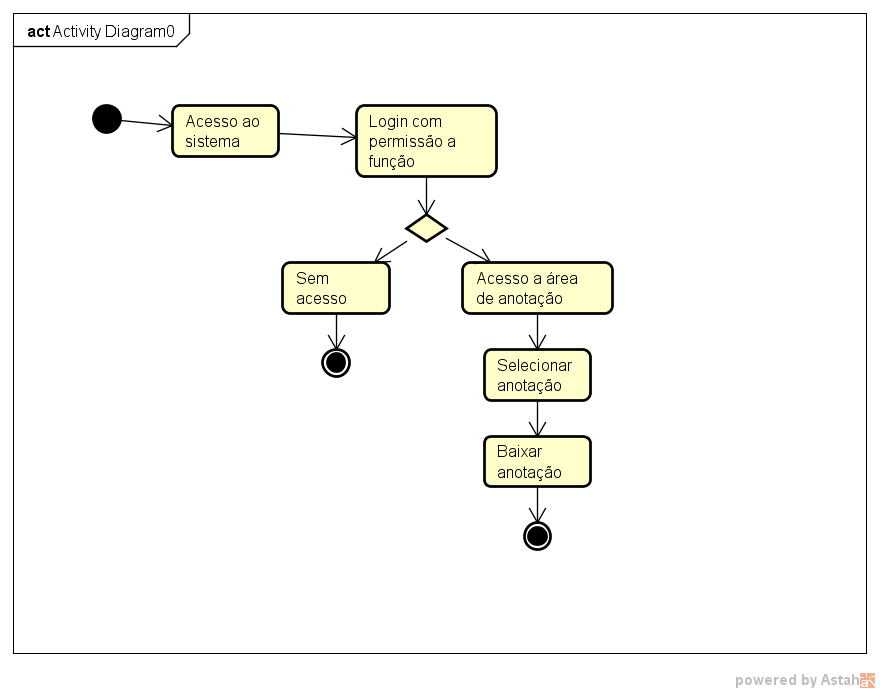 act Activity Diagram0
Acesso ao
sistema
Login com
permissão a
função
Sem
acesso
Acesso a área
de anotação
Selecionar
anotação
Baixar
anotação
powered by Astah